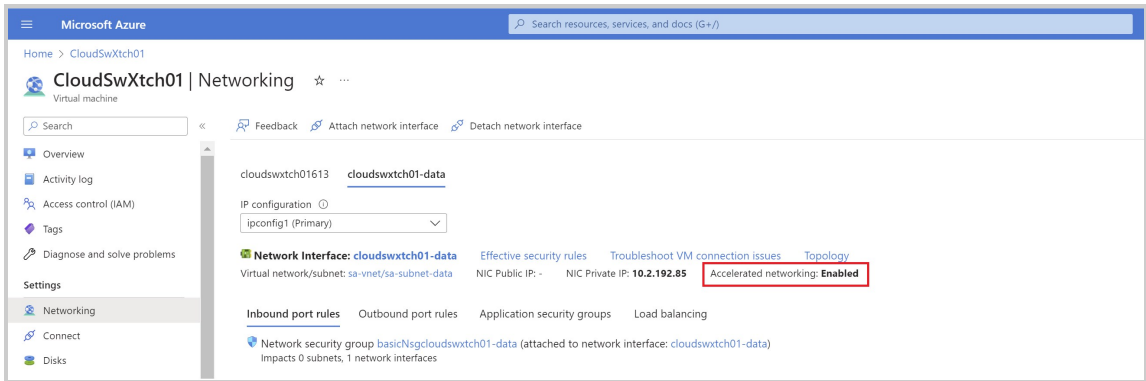 Microsoft Azure
Search resources, services, and docs (G+/)
Home > CloudSwXtch01
CloudSwXtch01 | Networking
Virtual machine
Search
Feedback Attach network interface Detach network interface
Overview
Activity log
Access control (IAM)
Tags
Diagnose and solve problems
Settings
Networking
Connect
Disks
cloudswxtch01613 cloudswxtch01-data
IP configuration
ipconfig1 (Primary)
Network Interface: cloudswxtch01-data Effective security rules Troubleshoot VM connection issues Topology
Virtual network/subnet: sa-vnet/sa-subnet-data NIC Public IP: - NIC Private IP: 10.2.192.85 Accelerated networking: Enabled
Inbound port rules Outbound port rules Application security groups Load balancing
Network security group basicNsgcloudswxtch01-data (attached to network interface: cloudswxtch01-data)
Impacts 0 subnets, 1 network interfaces